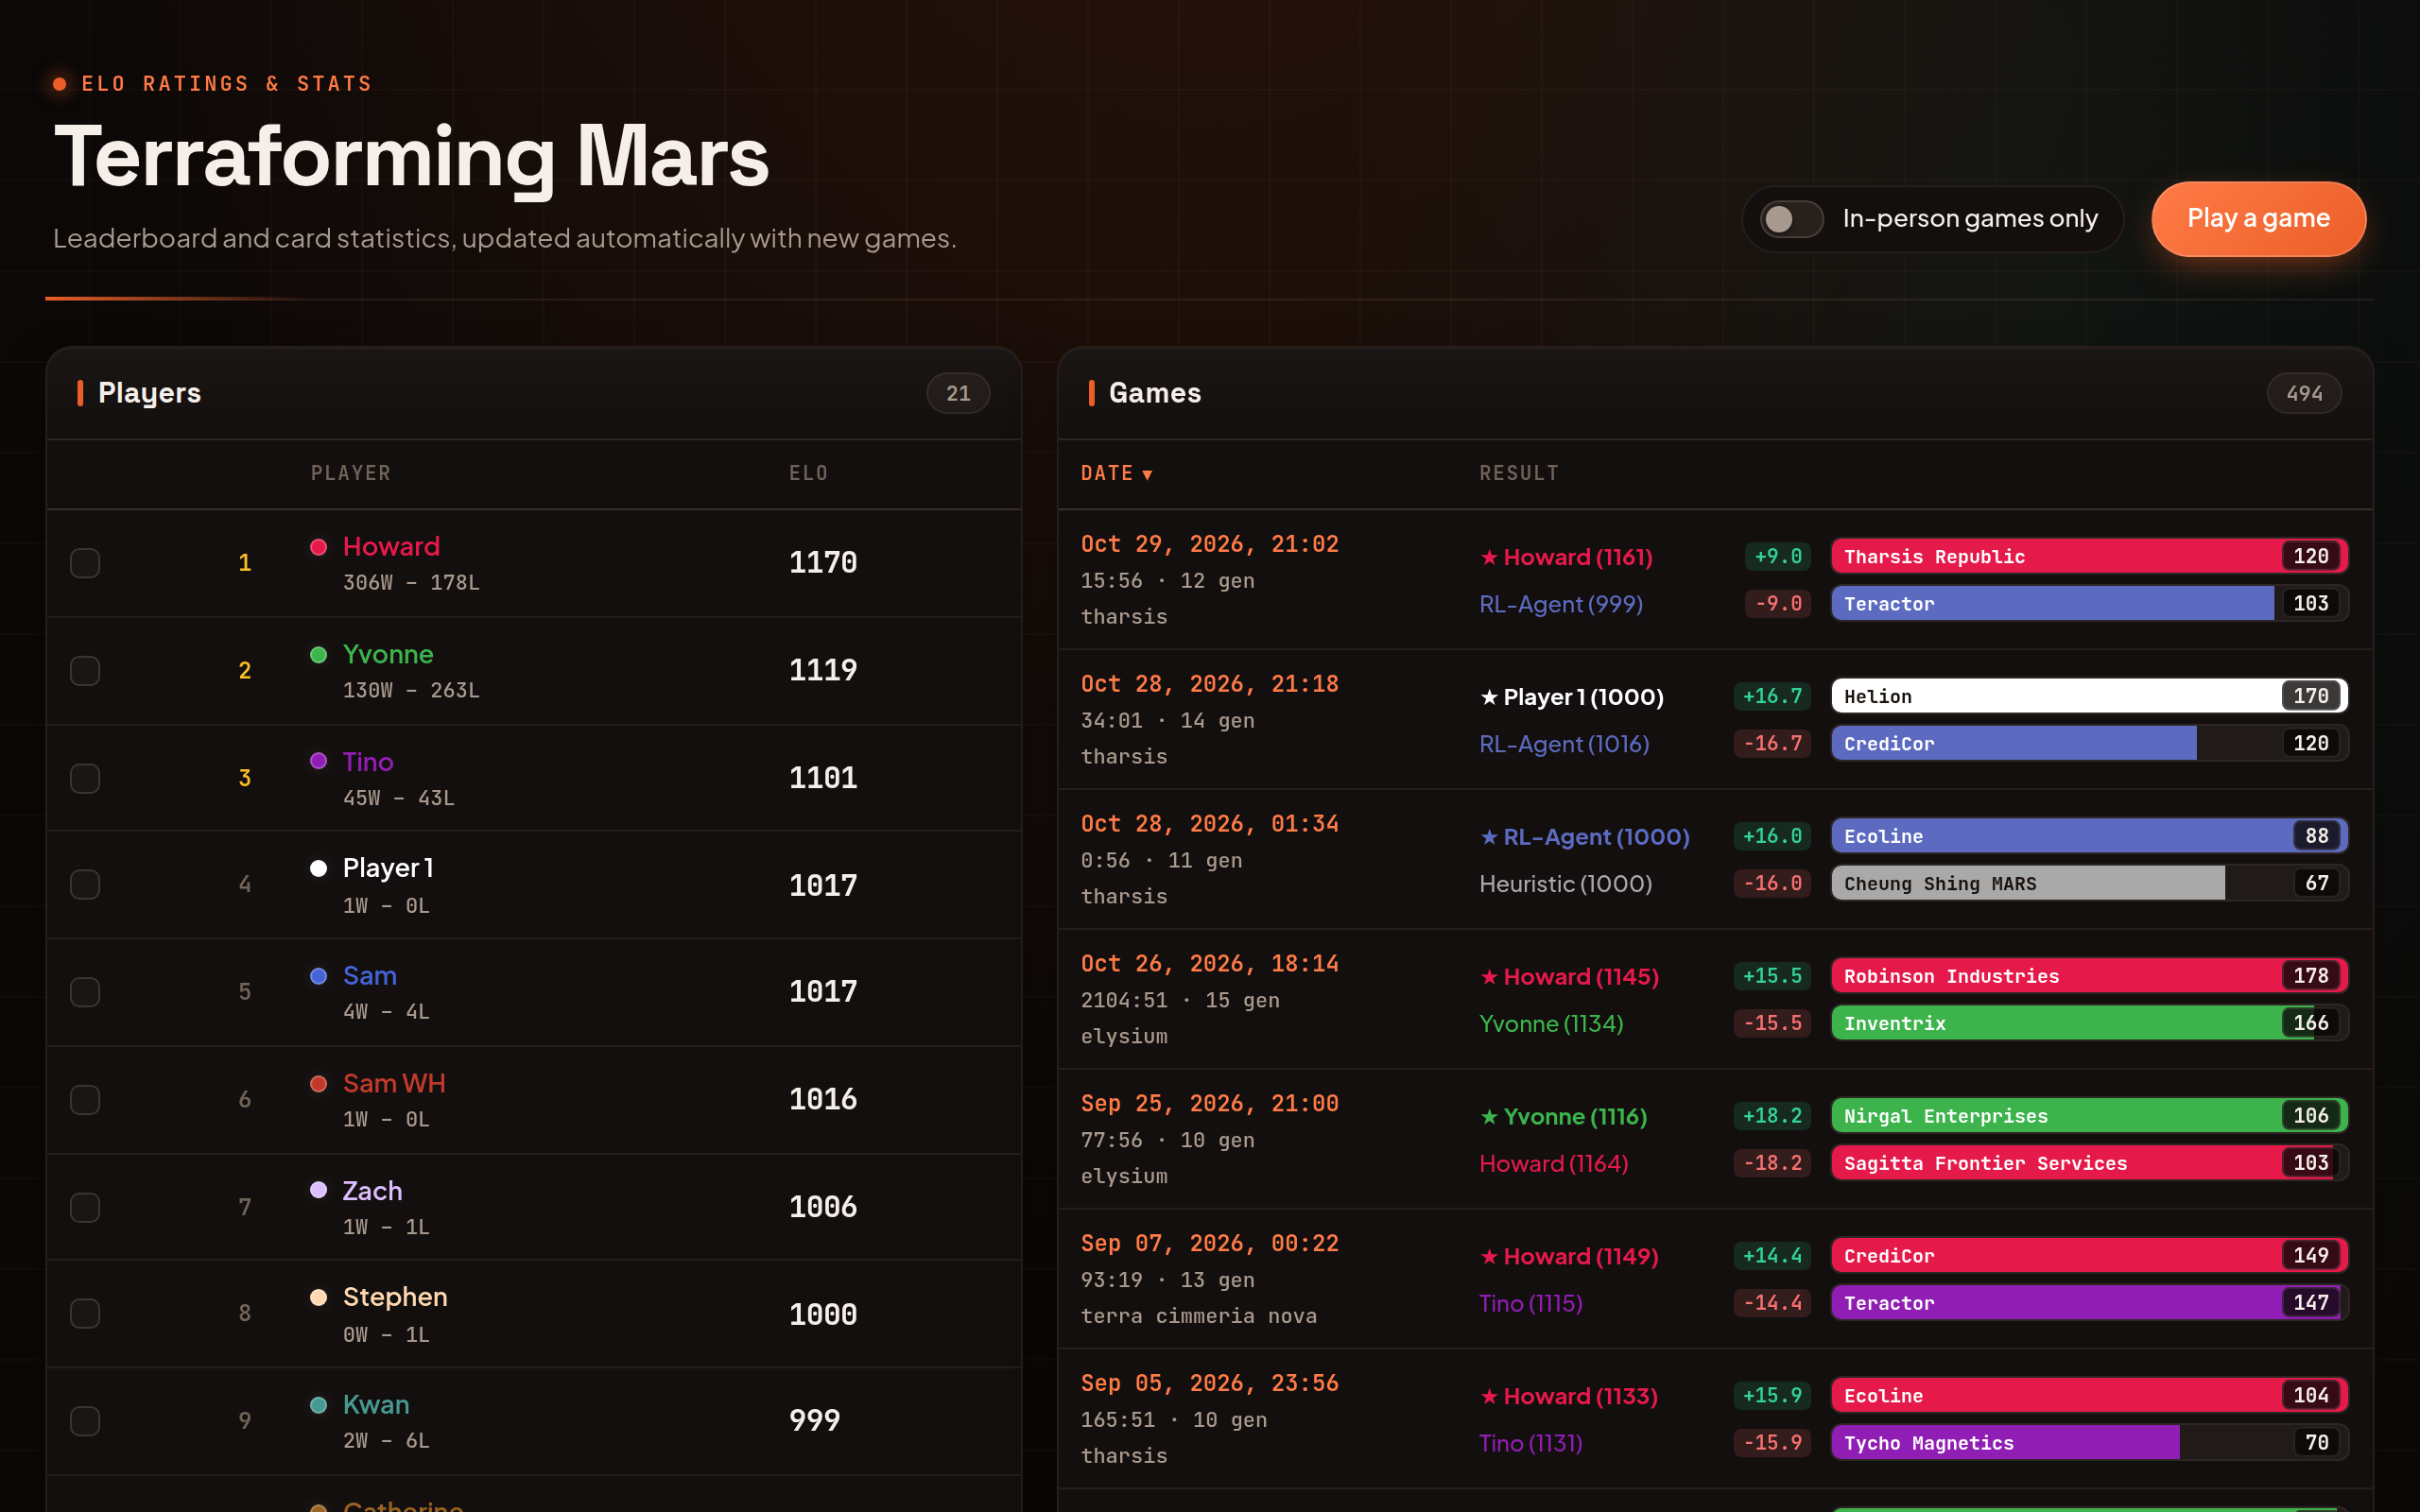 ELO RATINGS & STATS
Terraforming Mars
Leaderboard and card statistics, updated automatically with new games.
In-person games only
Play a game
Players
21
PLAYER ELO
1 Howard 1170
306W – 178L
2 Yvonne 1119
130W – 263L
3 Tino 1101
45W – 43L
4 Player 1 1017
1W – 0L
5 Sam 1017
4W – 4L
6 Sam WH 1016
1W – 0L
7 Zach 1006
1W – 1L
8 Stephen 1000
0W – 1L
9 Kwan 999
2W – 6L
Catherine
Games
494
DATE ▼ RESULT
Oct 29, 2026, 21:02
15:56 · 12 gen
tharsis
★ Howard (1161) +9.0 Tharsis Republic 120
RL-Agent (999) -9.0 Teractor 103
Oct 28, 2026, 21:18
34:01 · 14 gen
tharsis
★ Player 1 (1000) +16.7 Helion 170
RL-Agent (1016) -16.7 CrediCor 120
Oct 28, 2026, 01:34
0:56 · 11 gen
tharsis
★ RL-Agent (1000) +16.0 Ecoline 88
Heuristic (1000) -16.0 Cheung Shing MARS 67
Oct 26, 2026, 18:14
2104:51 · 15 gen
elysium
★ Howard (1145) +15.5 Robinson Industries 178
Yvonne (1134) -15.5 Inventrix 166
Sep 25, 2026, 21:00
77:56 · 10 gen
elysium
★ Yvonne (1116) +18.2 Nirgal Enterprises 106
Howard (1164) -18.2 Sagitta Frontier Services 103
Sep 07, 2026, 00:22
93:19 · 13 gen
terra cimmeria nova
★ Howard (1149) +14.4 CrediCor 149
Tino (1115) -14.4 Teractor 147
Sep 05, 2026, 23:56
165:51 · 10 gen
tharsis
★ Howard (1133) +15.9 Ecoline 104
Tino (1131) -15.9 Tycho Magnetics 70